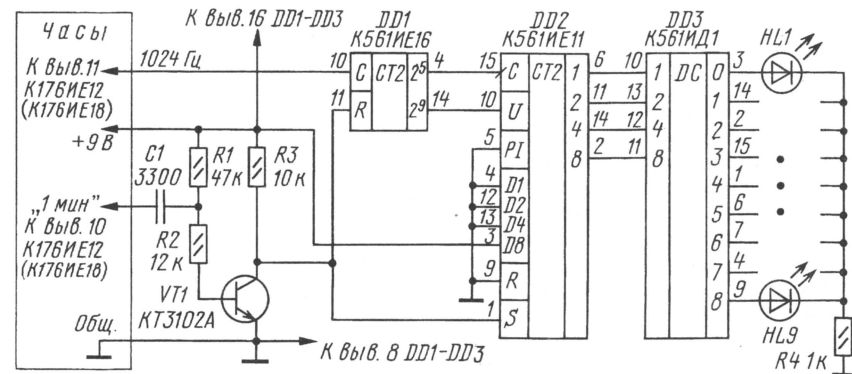 Часы
К выв.16 DD1-DD3
DD1
К561ИЕ16
DD2
К561ИЕ11
DD3
К561ИД1
HL1
К выв.11
К176ИЕ12
(К176ИЕ18)
1024 Гц
10 C CT2 2⁵ 4
11 R 2⁹ 14
15 C CT2 1 6
10 U 2 11
4 14
5 PI 8 2
4 D1
12 D2
13 D4
3 D8
9 R
1 S
10 1 DC 0 3
13 2 1 14
12 4 2 2
11 8 3 15
4 1
5 6
6 7
7 4
8 9
+9 В
C1
3300
R1
47к
R3
10к
„1 мин"
К выв. 10
К176ИЕ12
(К176ИЕ18)
R2
12к
VT1
КТ3102А
Общ.
К выв. 8 DD1-DD3
HL9
R4 1к